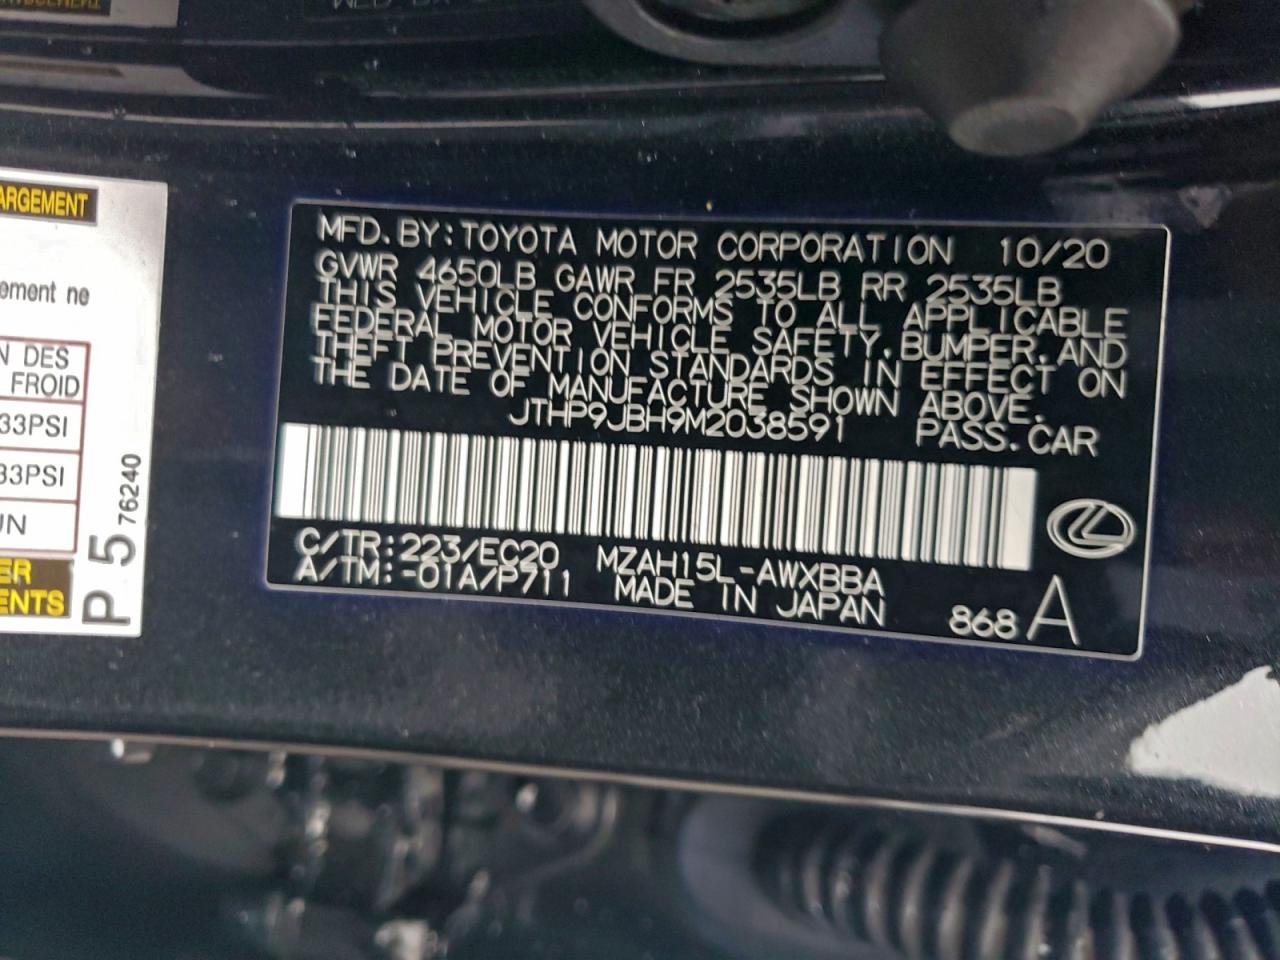 ARGEMENT
ement ne
N DES
FROID
33PSI
33PSI
UN
ER
ENTS
P 5 76240
MFD.BY:TOYOTA MOTOR CORPORATION 10/20
GVWR 4650LB GAWR FR 2535LB RR 2535LB
THIS VEHICLE CONFORMS TO ALL APPLICABLE
FEDERAL MOTOR VEHICLE SAFETY,BUMPER,AND
THEFT PREVENTION STANDARDS IN EFFECT ON
THE DATE OF MANUFACTURE SHOWN ABOVE.
JTHP9JBH9M2038591 PASS.CAR
C/TR:223/EC20 MZAH15L-AWXBBA
A/TM:-01A/P711 MADE IN JAPAN
868 A